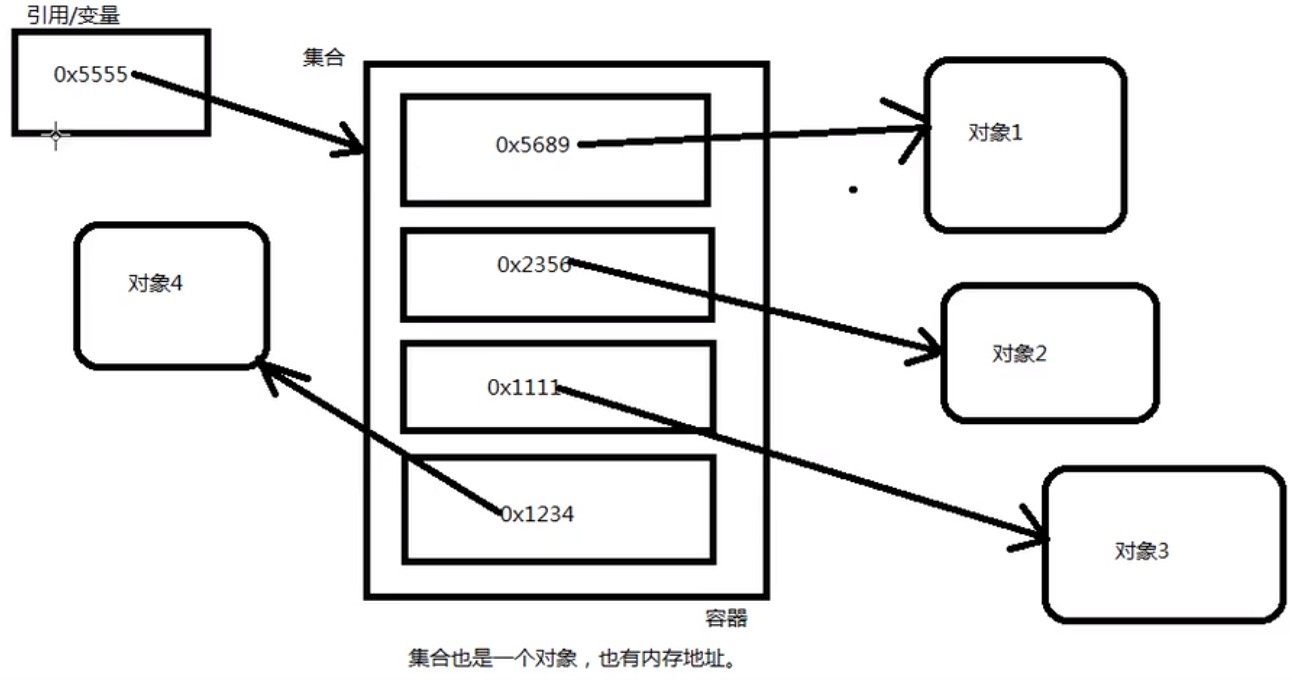 引用/变量
0x5555
集合
0x5689
对象1
0x2356
对象4
对象2
0x1111
0x1234
对象3
容器
集合也是一个对象，也有内存地址。